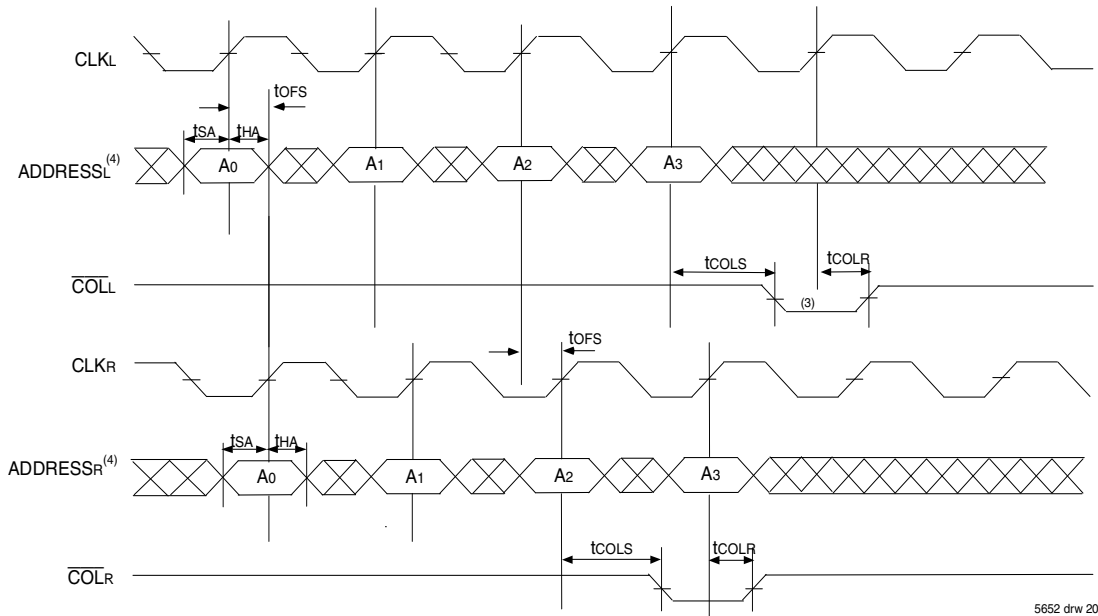 CLKL
tOFS
tSA tHA
ADDRESSL(4) A0 A1 A2 A3
tCOLS tCOLR
COLL (3)
tOFS
CLKR
tSA tHA
ADDRESSR(4) A0 A1 A2 A3
tCOLS tCOLR
COLR
5652 drw 20